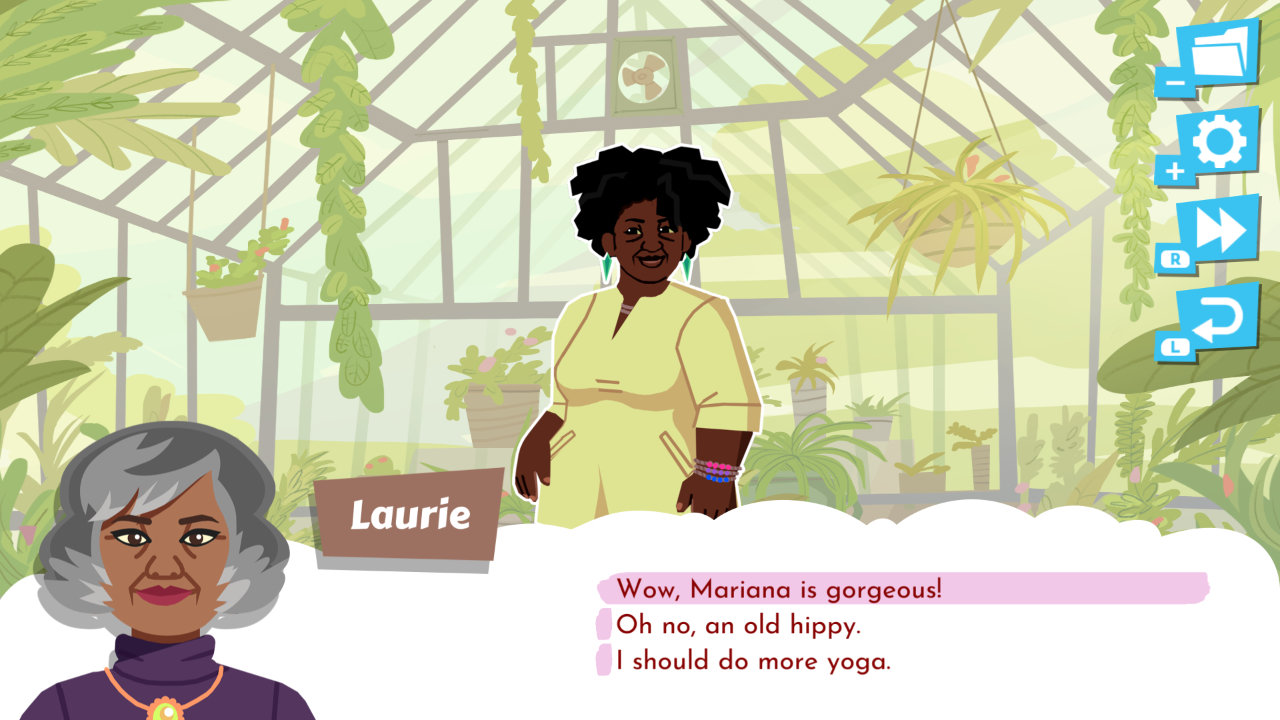 R
L
Laurie
Wow, Mariana is gorgeous!
Oh no, an old hippy.
I should do more yoga.